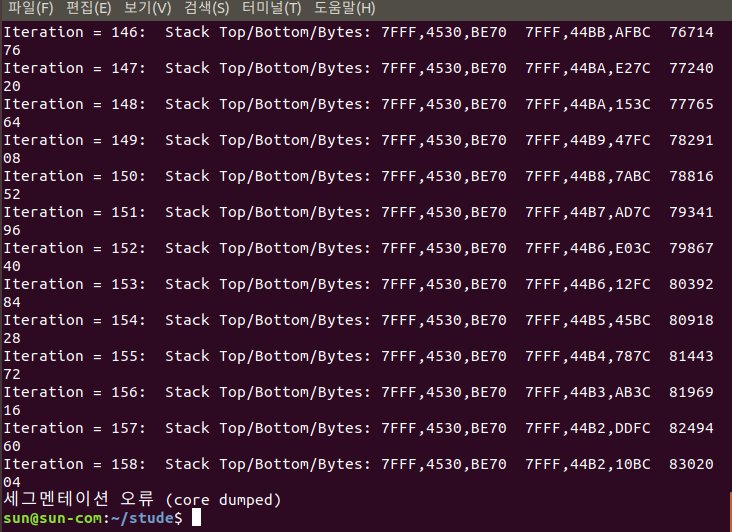 파일(F) 편집(E) 보기(V) 검색(S) 터미널(T) 도움말(H)
Iteration = 146:  Stack Top/Bottom/Bytes: 7FFF,4530,BE70  7FFF,44BB,AFBC  76714
76
Iteration = 147:  Stack Top/Bottom/Bytes: 7FFF,4530,BE70  7FFF,44BA,E27C  77240
20
Iteration = 148:  Stack Top/Bottom/Bytes: 7FFF,4530,BE70  7FFF,44BA,153C  77765
64
Iteration = 149:  Stack Top/Bottom/Bytes: 7FFF,4530,BE70  7FFF,44B9,47FC  78291
08
Iteration = 150:  Stack Top/Bottom/Bytes: 7FFF,4530,BE70  7FFF,44B8,7ABC  78816
52
Iteration = 151:  Stack Top/Bottom/Bytes: 7FFF,4530,BE70  7FFF,44B7,AD7C  79341
96
Iteration = 152:  Stack Top/Bottom/Bytes: 7FFF,4530,BE70  7FFF,44B6,E03C  79867
40
Iteration = 153:  Stack Top/Bottom/Bytes: 7FFF,4530,BE70  7FFF,44B6,12FC  80392
84
Iteration = 154:  Stack Top/Bottom/Bytes: 7FFF,4530,BE70  7FFF,44B5,45BC  80918
28
Iteration = 155:  Stack Top/Bottom/Bytes: 7FFF,4530,BE70  7FFF,44B4,787C  81443
72
Iteration = 156:  Stack Top/Bottom/Bytes: 7FFF,4530,BE70  7FFF,44B3,AB3C  81969
16
Iteration = 157:  Stack Top/Bottom/Bytes: 7FFF,4530,BE70  7FFF,44B2,DDFC  82494
60
Iteration = 158:  Stack Top/Bottom/Bytes: 7FFF,4530,BE70  7FFF,44B2,10BC  83020
04
세그멘테이션 오류 (core dumped)
sun@sun-com:~/stude$